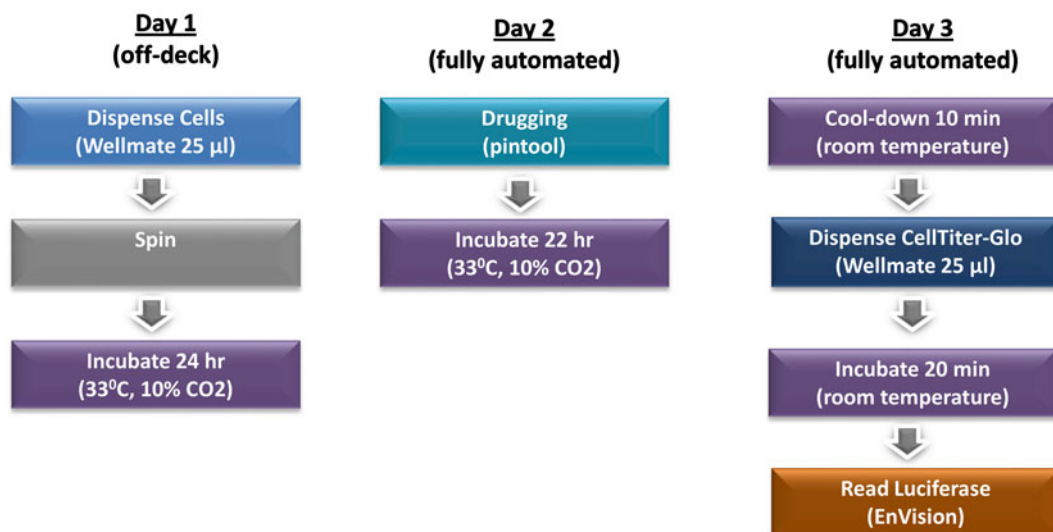 Day 1
(off-deck)
Dispense Cells
(Wellmate 25 µl)
Spin
Incubate 24 hr
(33⁰C, 10% CO2)
Day 2
(fully automated)
Drugging
(pintool)
Incubate 22 hr
(33⁰C, 10% CO2)
Day 3
(fully automated)
Cool-down 10 min
(room temperature)
Dispense CellTiter-Glo
(Wellmate 25 µl)
Incubate 20 min
(room temperature)
Read Luciferase
(EnVision)